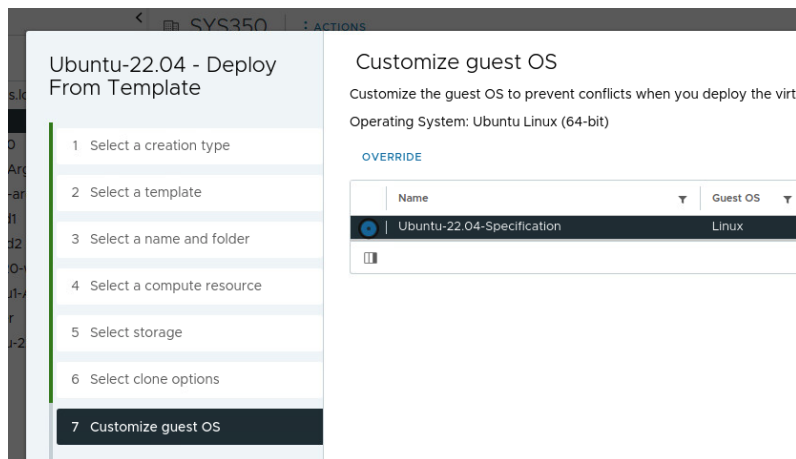 SYS350
ACTIONS
Ubuntu-22.04 - Deploy From Template
1 Select a creation type
2 Select a template
3 Select a name and folder
4 Select a compute resource
5 Select storage
6 Select clone options
7 Customize guest OS
Customize guest OS
Customize the guest OS to prevent conflicts when you deploy the virt
Operating System: Ubuntu Linux (64-bit)
OVERRIDE
Name
Guest OS
Ubuntu-22.04-Specification
Linux